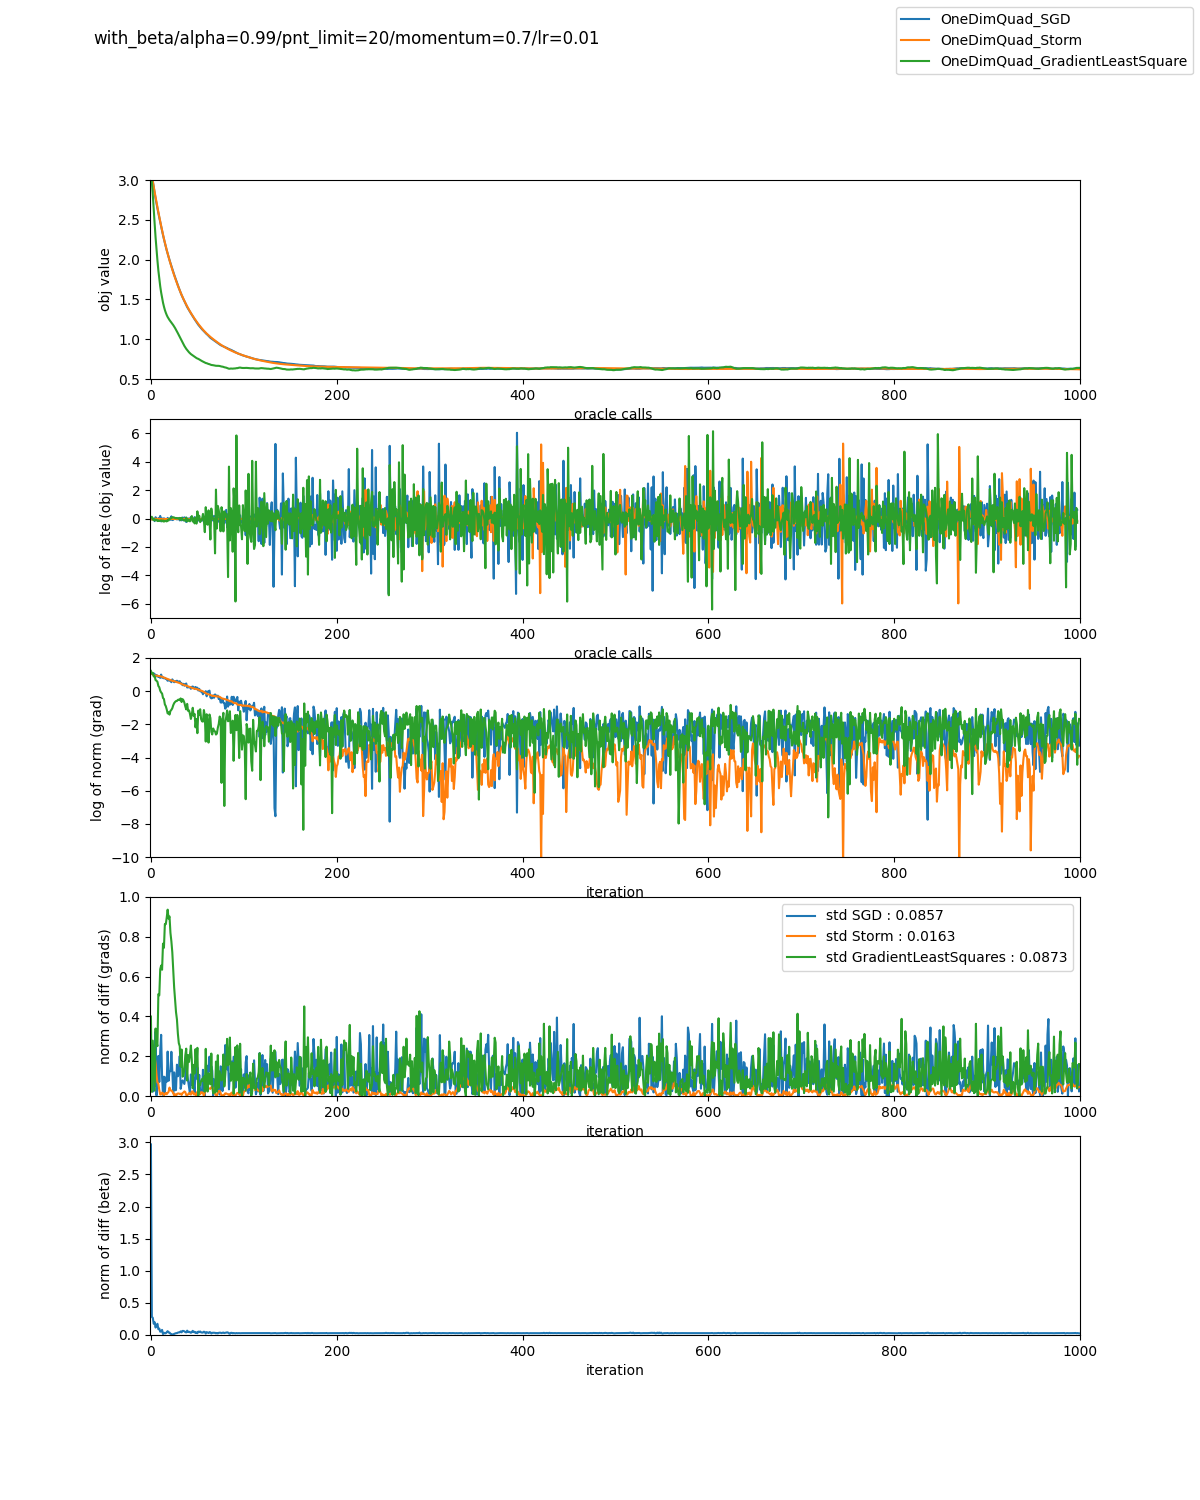 with_beta/alpha=0.99/pnt_limit=20/momentum=0.7/lr=0.01
OneDimQuad_SGD
OneDimQuad_Storm
OneDimQuad_GradientLeastSquare
obj value
3.0
2.5
2.0
1.5
1.0
0.5
0 200 400 600 800 1000
oracle calls
log of rate (obj value)
6
4
2
0
−2
−4
−6
0 200 400 600 800 1000
oracle calls
log of norm (grad)
2
0
−2
−4
−6
−8
−10
0 200 400 600 800 1000
iteration
norm of diff (grads)
1.0
0.8
0.6
0.4
0.2
0.0
std SGD : 0.0857
std Storm : 0.0163
std GradientLeastSquares : 0.0873
0 200 400 600 800 1000
iteration
norm of diff (beta)
3.0
2.5
2.0
1.5
1.0
0.5
0.0
0 200 400 600 800 1000
iteration